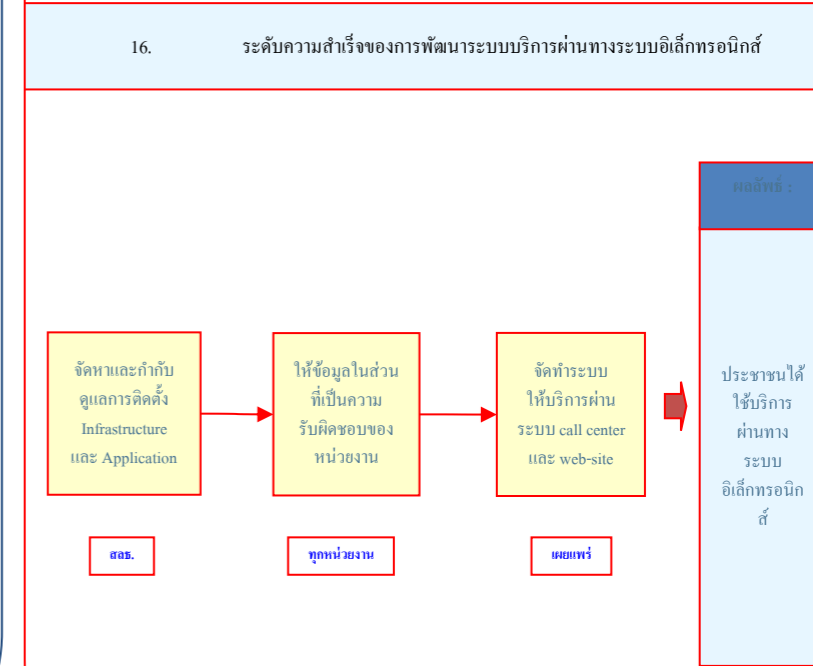 16. ระดับความสำเร็จของการพัฒนาระบบบริการผ่านทางระบบอิเล็กทรอนิกส์
ผลลัพธ์ :
จัดหาและกำกับ
ดูแลการติดตั้ง
Infrastructure
และ Application
ให้ข้อมูลในส่วน
ที่เป็นความ
รับผิดชอบของ
หน่วยงาน
จัดทำระบบ
ให้บริการผ่าน
ระบบ call center
และ web-site
ประชาชนได้
ใช้บริการ
ผ่านทาง
ระบบ
อิเล็กทรอนิก
ส์
สลธ.
ทุกหน่วยงาน
เผยแพร่